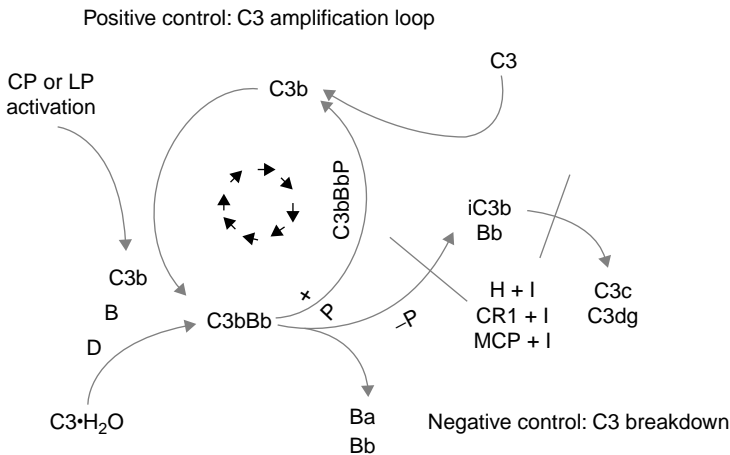 Positive control: C3 amplification loop
C3
CP or LP
activation
C3b
C3bBbP
iC3b
Bb
C3b
B
D
C3bBb
+ P
–P
H + I
CR1 + I
MCP + I
C3c
C3dg
C3•H₂O
Ba
Bb
Negative control: C3 breakdown